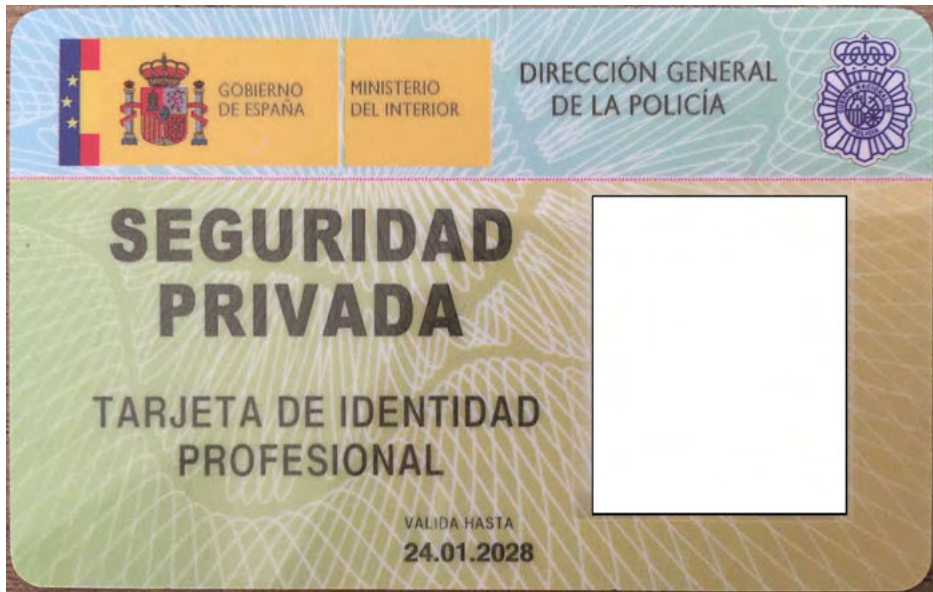 GOBIERNO
DE ESPAÑA
MINISTERIO
DEL INTERIOR
DIRECCIÓN GENERAL
DE LA POLICÍA
SEGURIDAD
PRIVADA
TARJETA DE IDENTIDAD
PROFESIONAL
VALIDA HASTA
24.01.2028